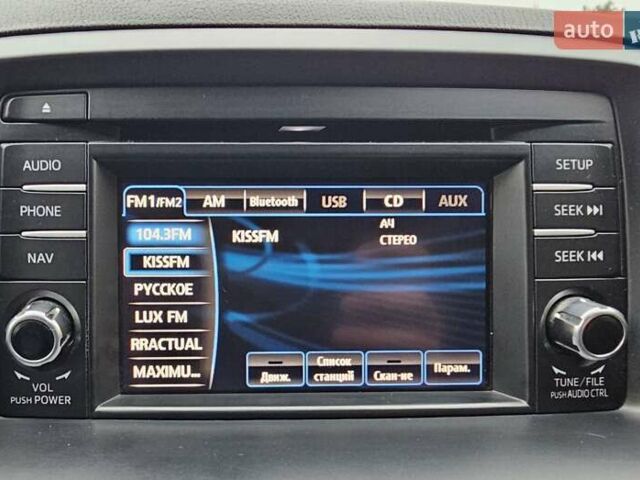 auto
AUDIO
PHONE
NAV
VOL
PUSH POWER
SETUP
SEEK
SEEK
TUNE/FILE
PUSH AUDIO CTRL
FM1/FM2 AM Bluetooth USB CD AUX
104.3FM
KISSFM
РУССКОЕ
LUX FM
RRACTUAL
MAXIMU...
KISSFM
АЧ
СТЕРЕО
Движ.
Список
станций
Скан-ие
Парам.